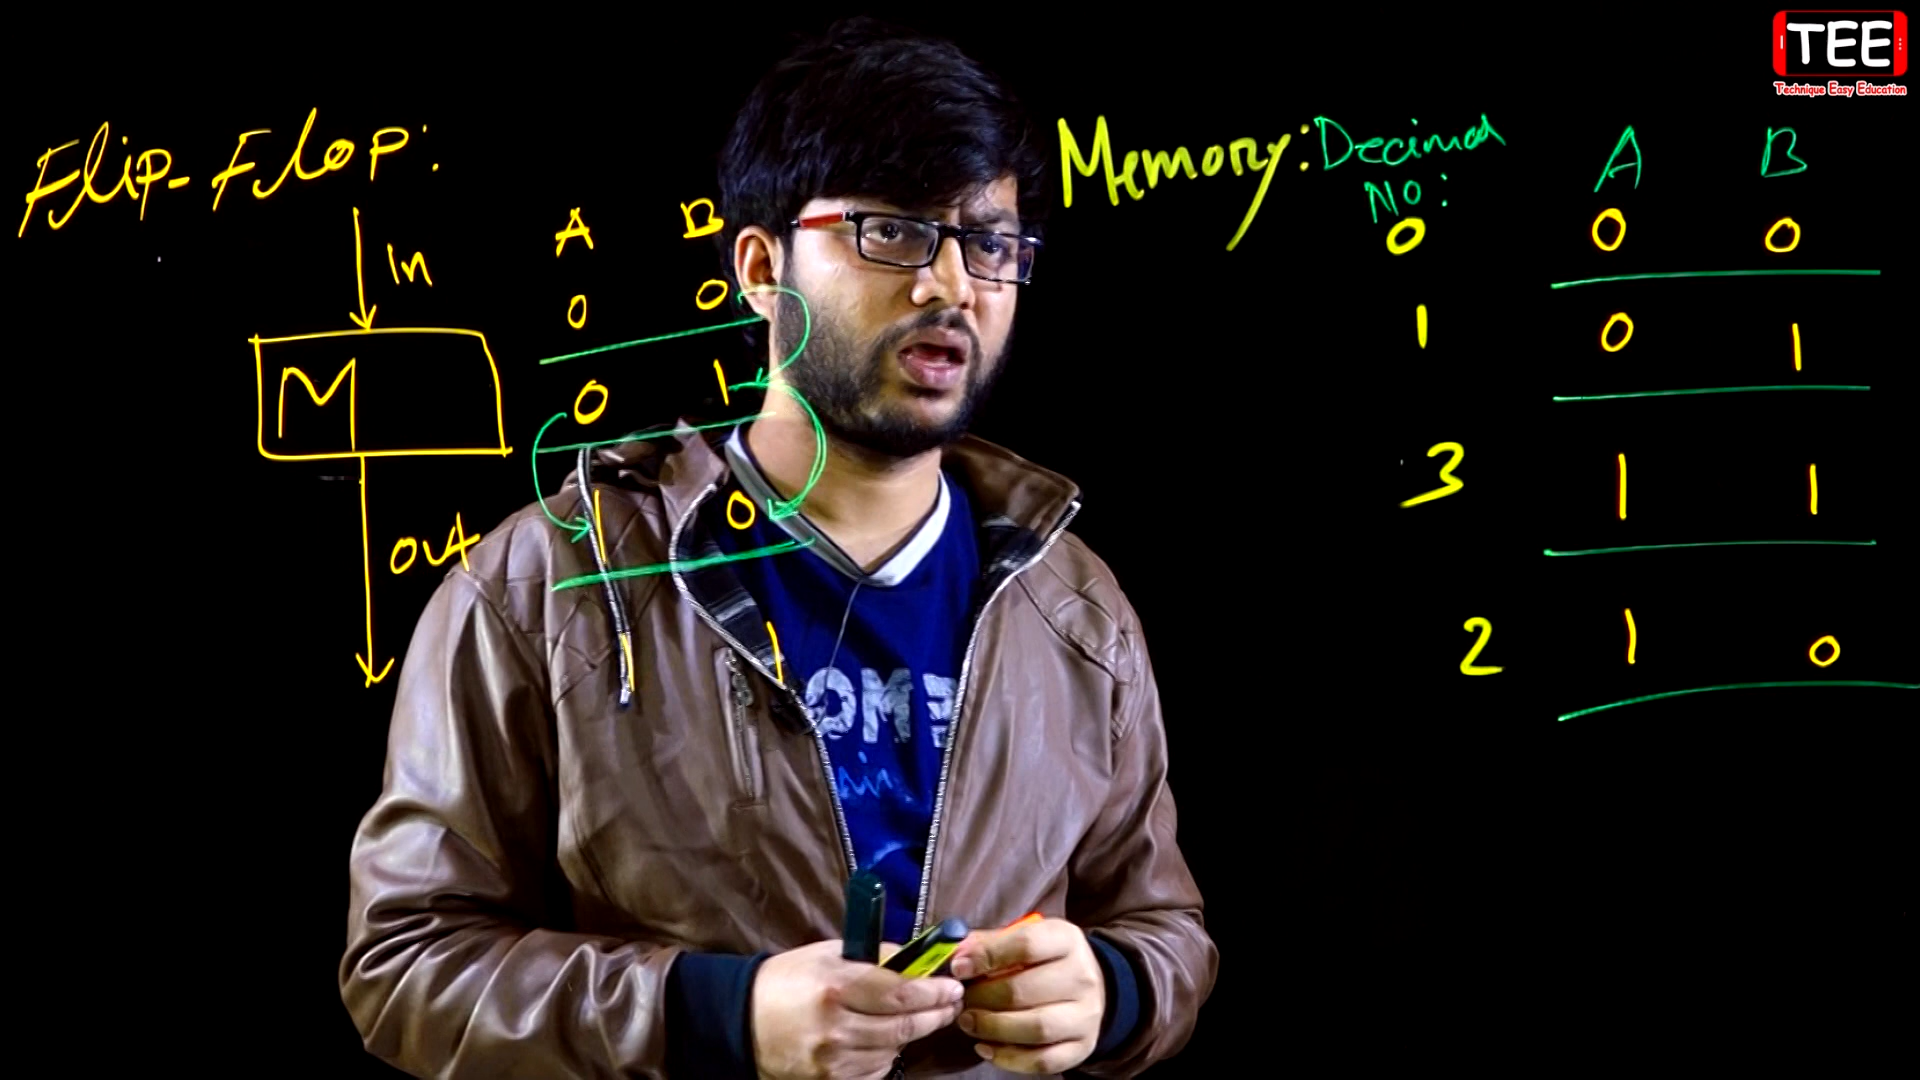 TEE
Technique Easy Education
Flip-Flop:
In
M
out
A B
0 0
0 1
1 0
1 1
Memory:
Decimal No: A B
0 0 0
1 0 1
3 1 1
2 1 0